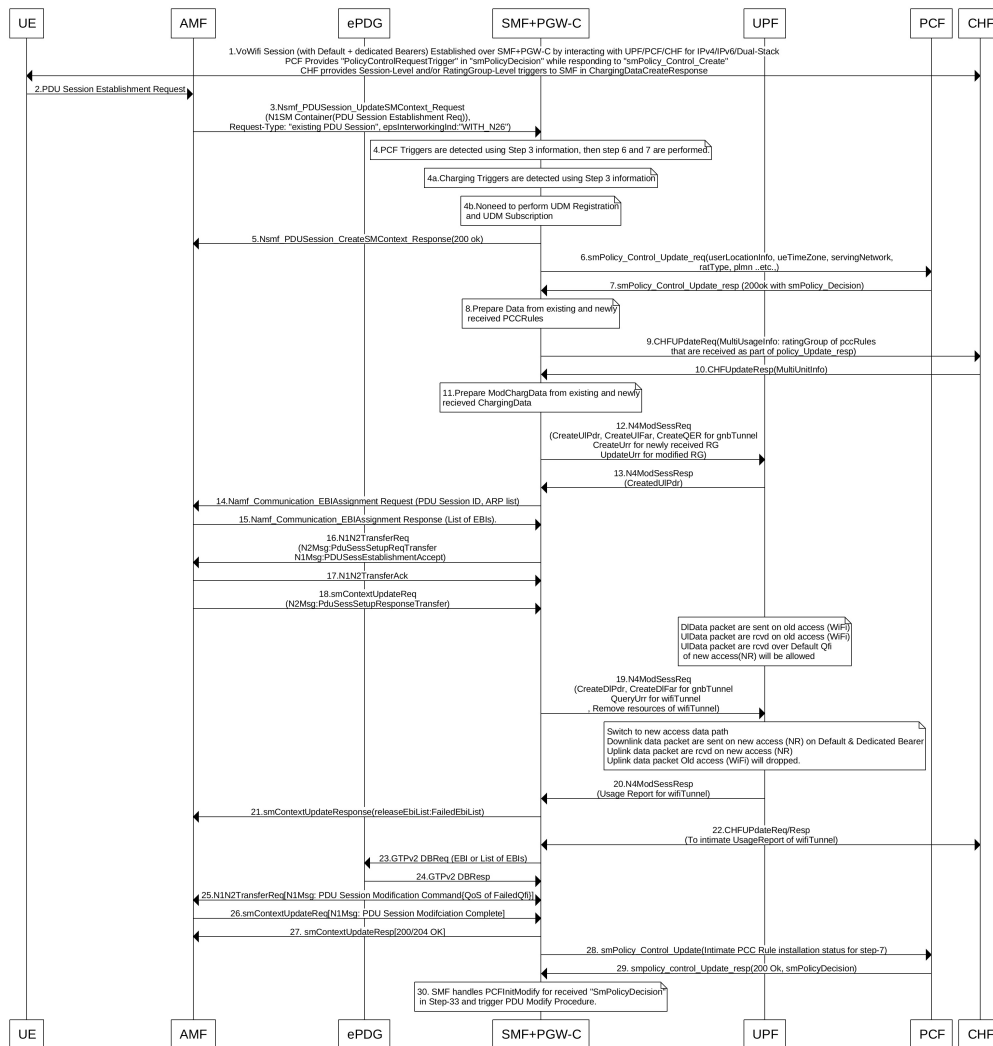 UE
AMF
ePDG
SMF+PGW-C
UPF
PCF
CHF
1.VoWifi Session (with Default + dedicated Bearers) Established over SMF+PGW-C by interacting with UPF/PCF/CHF for IPv4/IPv6/Dual-Stack
PCF Provides "PolicyControlRequestTrigger" in "smPolicyDecision" while responding to "smPolicy_Control_Create"
CHF prrovides Session-Level and/or RatingGroup-Level triggers to SMF in ChargingDataCreateResponse
2.PDU Session Establishment Request
3.Nsmf_PDUSession_UpdateSMContext_Request
(N1SM Container(PDU Session Establishment Req)),
Request-Type: "existing PDU Session", epsInterworkingInd:"WITH_N26")
4.PCF Triggers are detected using Step 3 information, then step 6 and 7 are performed.
4a.Charging Triggers are detected using Step 3 information
4b.Noneed to perform UDM Registration
and UDM Subscription
5.Nsmf_PDUSession_CreateSMContext_Response(200 ok)
6.smPolicy_Control_Update_req(userLocationInfo, ueTimeZone, servingNetwork,
ratType, plmn ..etc.,)
7.smPolicy_Control_Update_resp (200ok with smPolicy_Decision)
8.Prepare Data from existing and newly
received PCCRules
9.CHFUPdateReq(MultiUsageInfo: ratingGroup of pccRules
that are received as part of policy_Update_resp)
10.CHFUpdateResp(MultiUnitInfo)
11.Prepare ModChargData from existing and newly
recieved ChargingData
12.N4ModSessReq
(CreateUlPdr, CreateUlFar, CreateQER for gnbTunnel
CreateUrr for newly received RG
UpdateUrr for modified RG)
13.N4ModSessResp
(CreatedUlPdr)
14.Namf_Communication_EBIAssignment Request (PDU Session ID, ARP list)
15.Namf_Communication_EBIAssignment Response (List of EBIs).
16.N1N2TransferReq
(N2Msg:PduSessSetupReqTransfer
N1Msg:PDUSessEstablishmentAccept)
17.N1N2TransferAck
18.smContextUpdateReq
(N2Msg:PduSessSetupResponseTransfer)
DlData packet are sent on old access (WiFi)
UlData packet are rcvd on old access (WiFi)
UlData packet are rcvd over Default Qfi
of new access(NR) will be allowed
19.N4ModSessReq
(CreateDlPdr, CreateDlFar for gnbTunnel
QueryUrr for wifiTunnel
, Remove resources of wifiTunnel)
Switch to new access data path
Downlink data packet are sent on new access (NR) on Default & Dedicated Bearer
Uplink data packet are rcvd on new access (NR)
Uplink data packet Old access (WiFi) will dropped.
20.N4ModSessResp
(Usage Report for wifiTunnel)
21.smContextUpdateResponse(releaseEbiList:FailedEbiList)
22.CHFUPdateReq/Resp
(To intimate UsageReport of wifiTunnel)
23.GTPv2 DBReq (EBI or List of EBIs)
24.GTPv2 DBResp
25.N1N2TransferReq[N1Msg: PDU Session Modification Command{QoS of FailedQfi}]
26.smContextUpdateReq[N1Msg: PDU Session Modifciation Complete]
27. smContextUpdateResp[200/204 OK]
28. smPolicy_Control_Update(Intimate PCC Rule installation status for step-7)
29. smpolicy_control_Update_resp(200 Ok, smPolicyDecision)
30. SMF handles PCFInitModify for received "SmPolicyDecision"
in Step-33 and trigger PDU Modify Procedure.
UE
AMF
ePDG
SMF+PGW-C
UPF
PCF
CHF